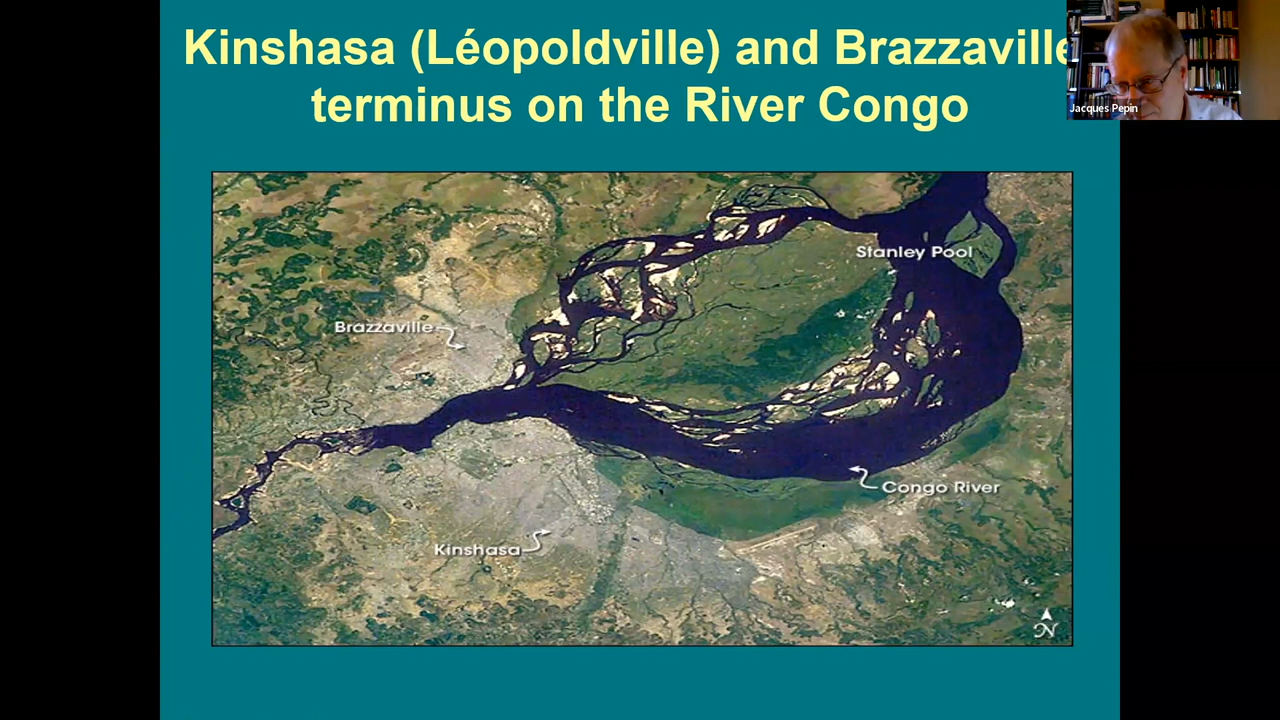 Kinshasa (Léopoldville) and Brazzaville
terminus on the River Congo
Jacques Pepin
Stanley Pool
Brazzaville
Congo River
Kinshasa
N